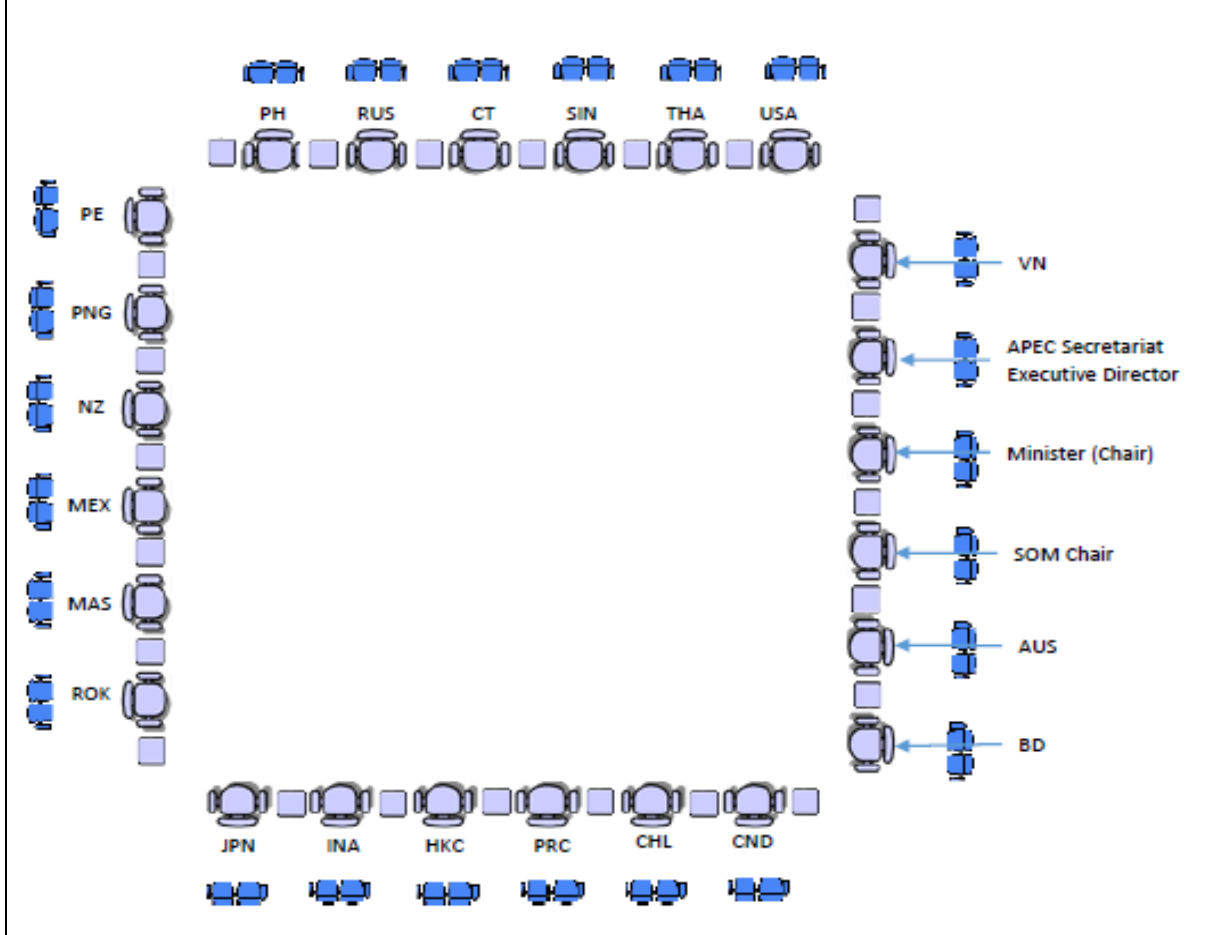 PH RUS CT SIN THA USA
PE
VN
PNG
APEC Secretariat
Executive Director
NZ
Minister (Chair)
MEX
SOM Chair
MAS
AUS
ROK
BD
JPN INA HKC PRC CHL CND